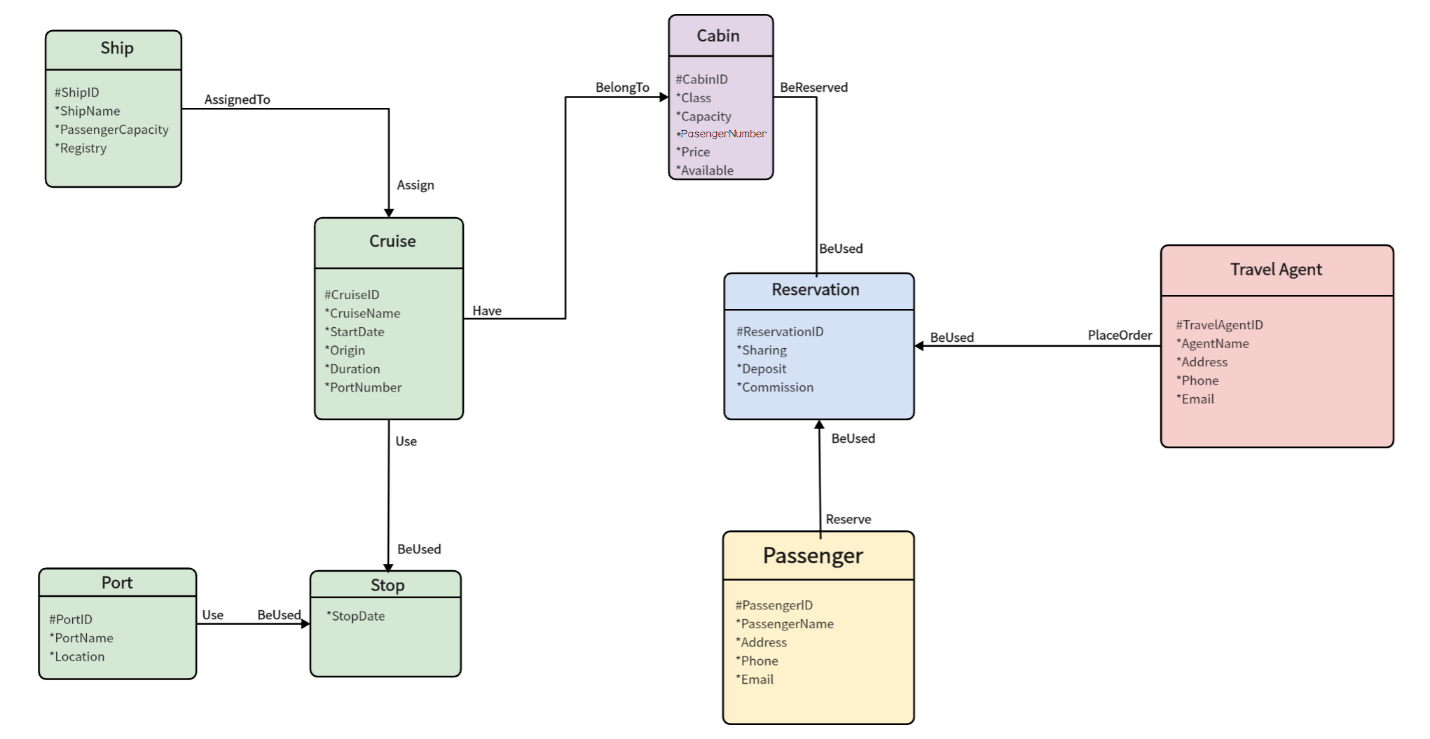 Ship
#ShipID
*ShipName
*PassengerCapacity
*Registry
AssignedTo
Assign
Cruise
#CruiseID
*CruiseName
*StartDate
*Origin
*Duration
*PortNumber
Have
BelongTo
Cabin
#CabinID
*Class
*Capacity
*PasengerNumber
*Price
*Available
BeReserved
BeUsed
Reservation
#ReservationID
*Sharing
*Deposit
*Commission
BeUsed
PlaceOrder
Travel Agent
#TravelAgentID
*AgentName
*Address
*Phone
*Email
Use
BeUsed
Port
#PortID
*PortName
*Location
Use
BeUsed
Stop
*StopDate
BeUsed
Reserve
Passenger
#PassengerID
*PassengerName
*Address
*Phone
*Email